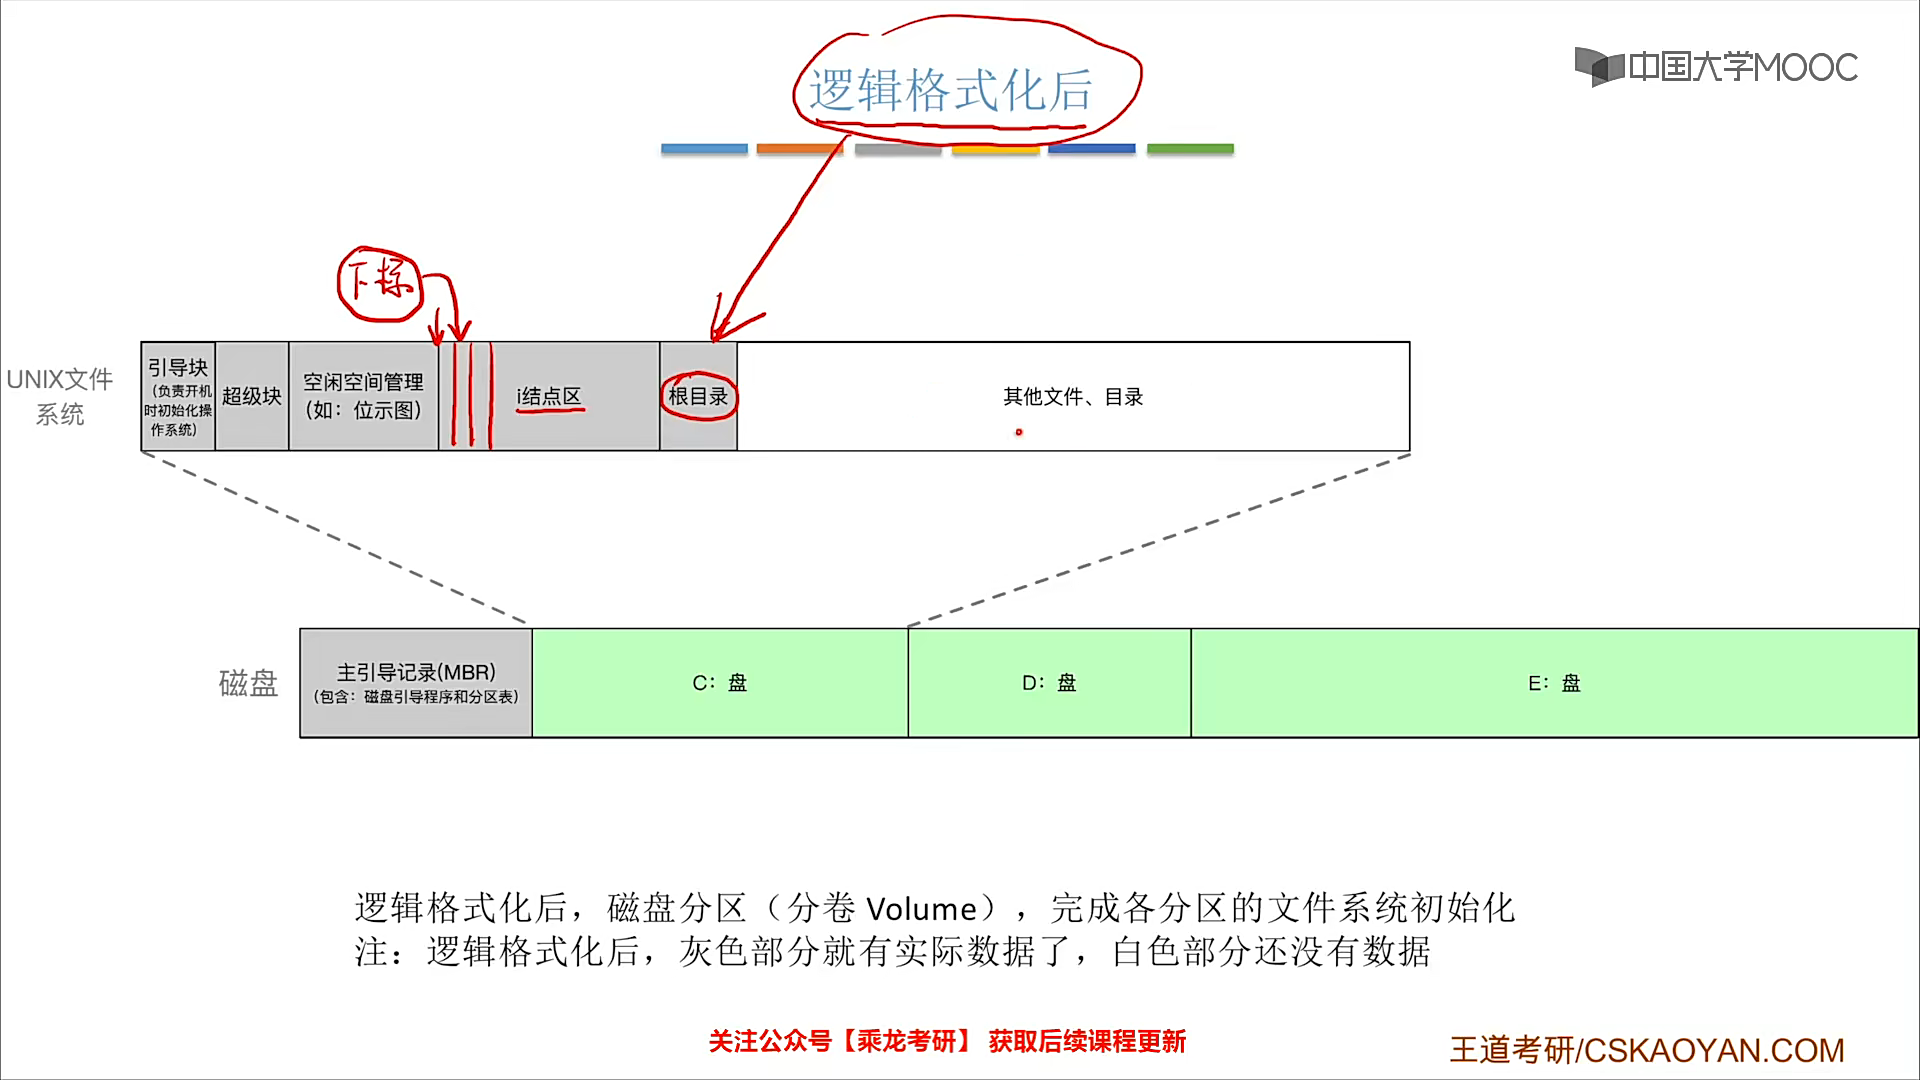 逻辑格式化后
中国大学MOOC
下标
UNIX文件
系统
引导块
（负责开机
时初始化操
作系统）
超级块
空闲空间管理
（如：位示图）
i结点区
根目录
其他文件、目录
磁盘
主引导记录(MBR)
（包含：磁盘引导程序和分区表）
C：盘
D：盘
E：盘
逻辑格式化后，磁盘分区（分卷 Volume），完成各分区的文件系统初始化
注：逻辑格式化后，灰色部分就有实际数据了，白色部分还没有数据
关注公众号【乘龙考研】 获取后续课程更新
王道考研/CSKAOYAN.COM